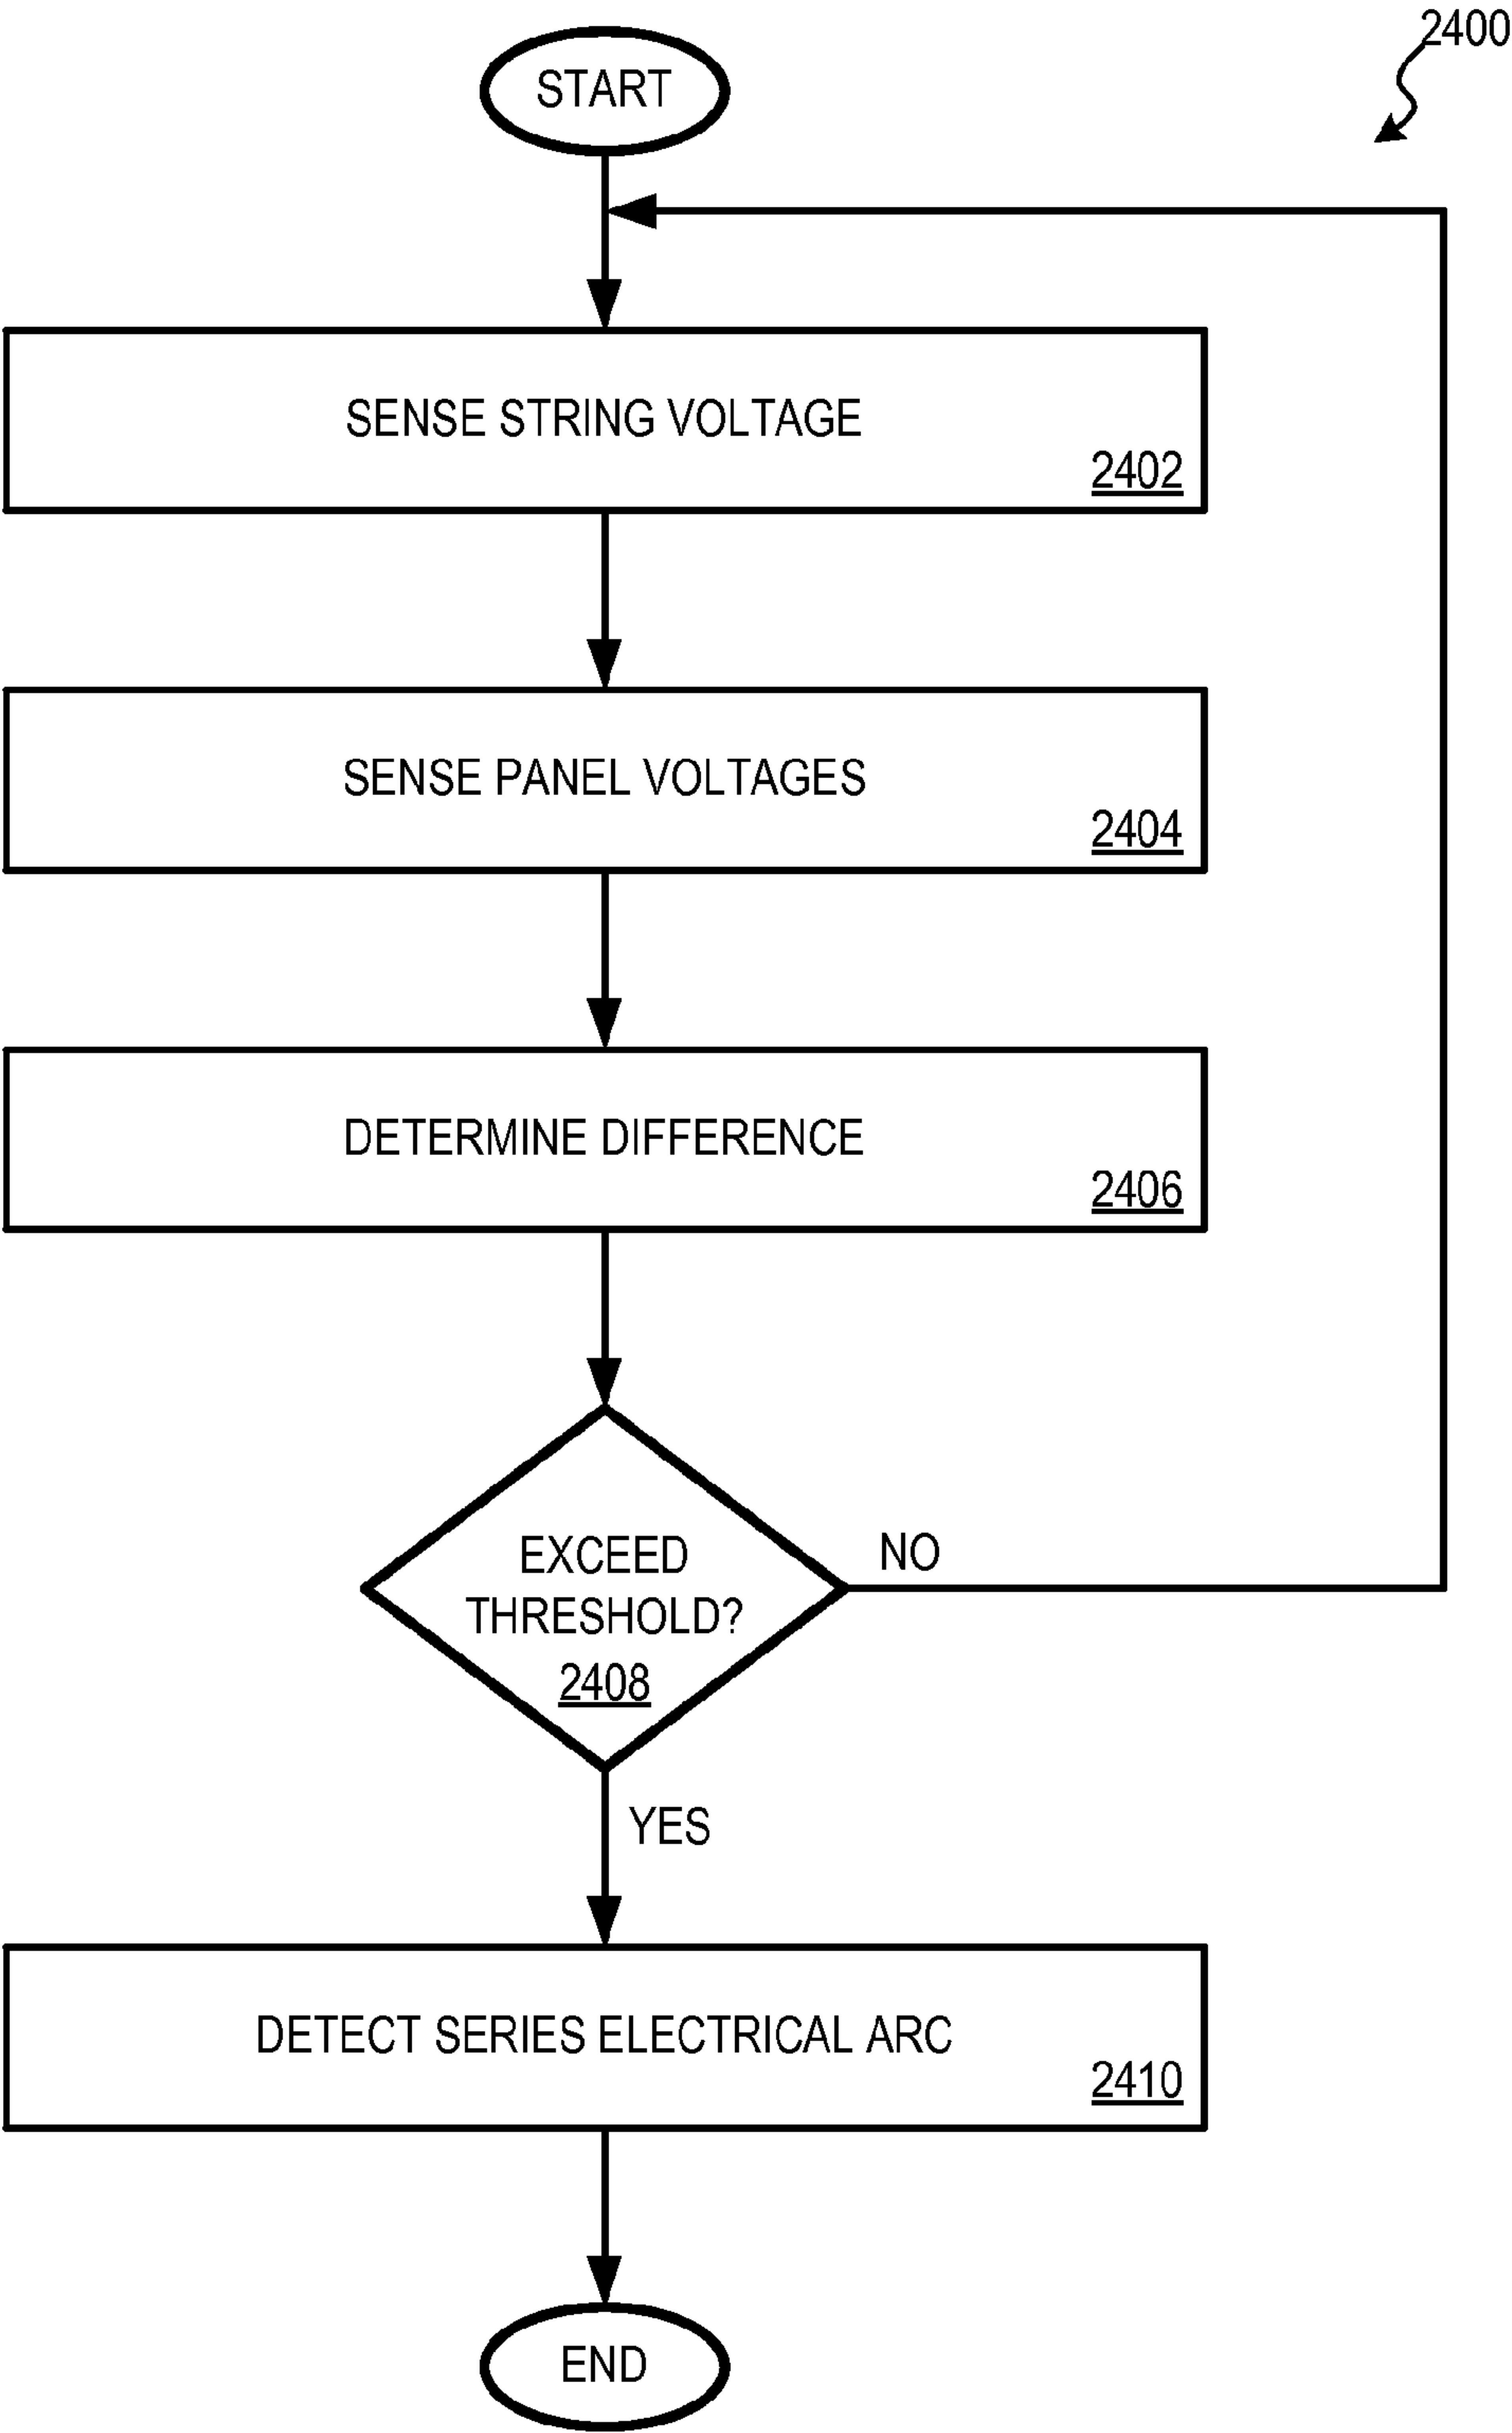 2400
START
SENSE STRING VOLTAGE
2402
SENSE PANEL VOLTAGES
2404
DETERMINE DIFFERENCE
2406
EXCEED
THRESHOLD?
2408
NO
YES
DETECT SERIES ELECTRICAL ARC
2410
END